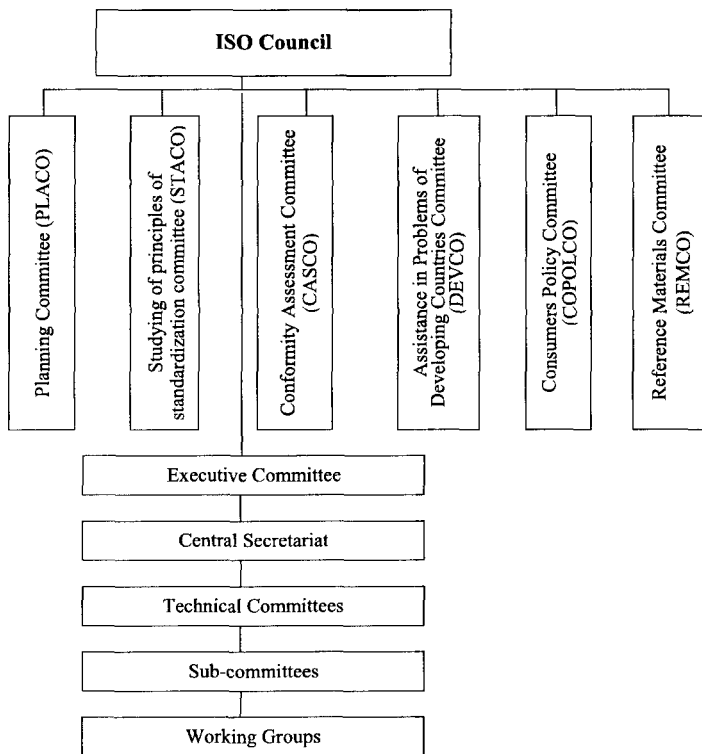 ISO Council
Planning Committee (PLACO)
Studying of principles of
standardization committee (STACO)
Conformity Assessment Committee
(CASCO)
Assistance in Problems of
Developing Countries Committee
(DEVCO)
Consumers Policy Committee
(COPOLCO)
Reference Materials Committee
(REMCO)
Executive Committee
Central Secretariat
Technical Committees
Sub-committees
Working Groups